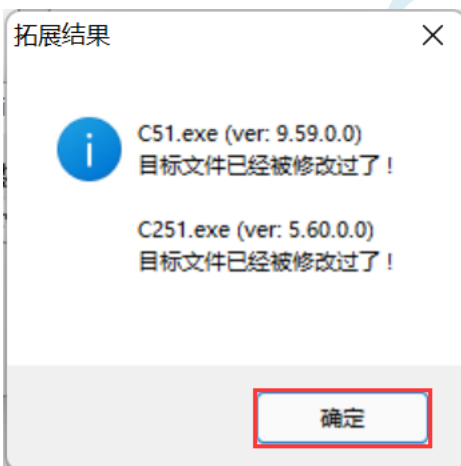 拓展结果
C51.exe (ver: 9.59.0.0)
目标文件已经被修改过了！
C251.exe (ver: 5.60.0.0)
目标文件已经被修改过了！
确定